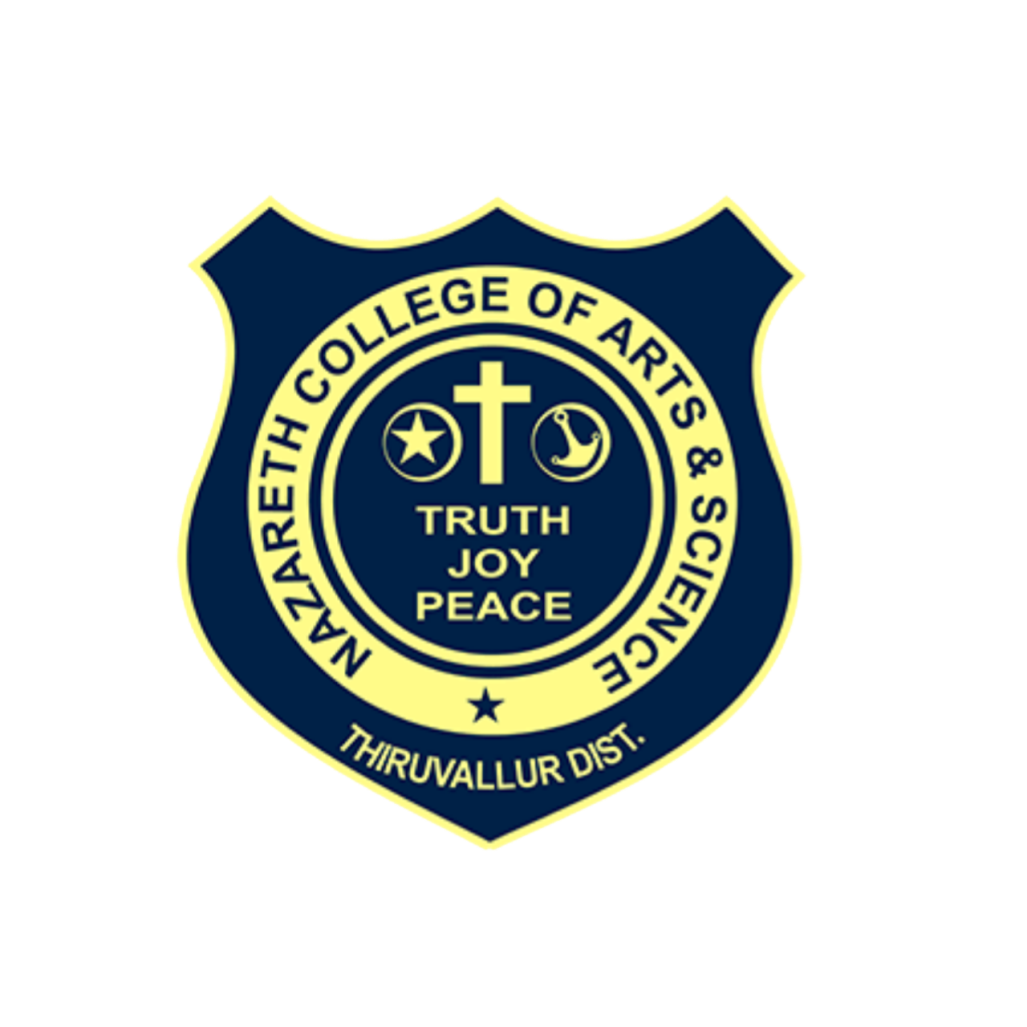 NAZARETH COLLEGE OF ARTS & SCIENCE
TRUTH
JOY
PEACE
THIRUVALLUR DIST.